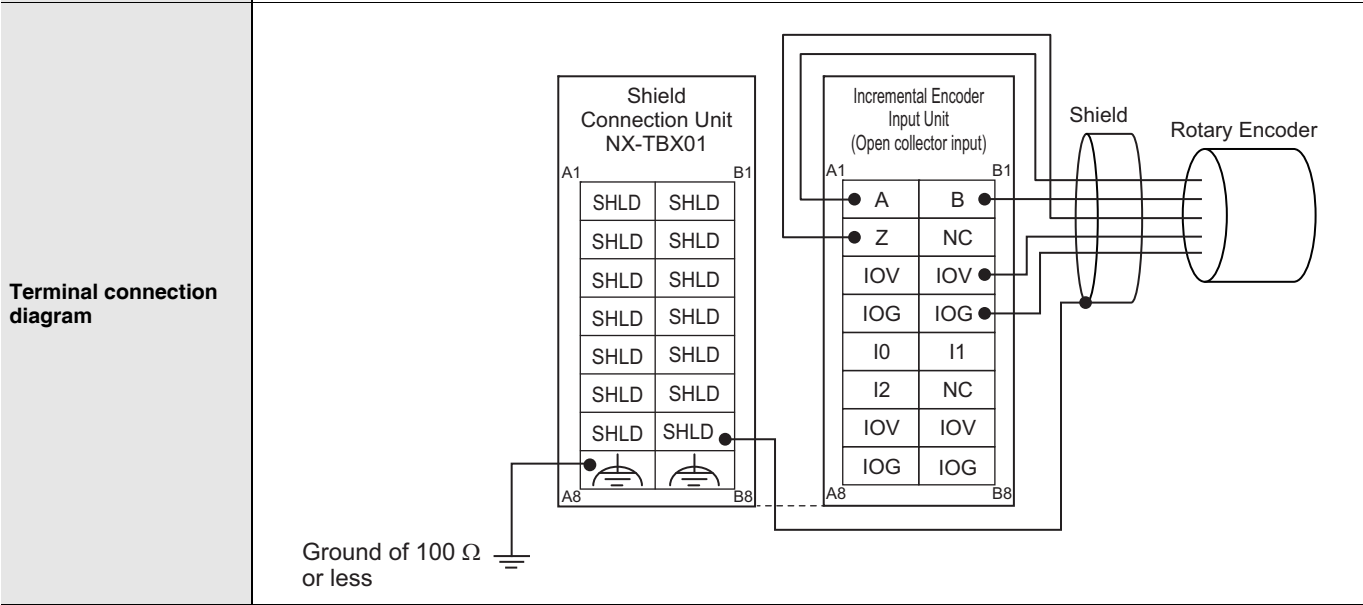 Terminal connection
diagram
Shield
Connection Unit
NX-TBX01
A1 B1
SHLD SHLD
SHLD SHLD
SHLD SHLD
SHLD SHLD
SHLD SHLD
SHLD SHLD
SHLD SHLD
A8 B8
Ground of 100 Ω
or less
Incremental Encoder
Input Unit
(Open collector input)
A1 B1
A B
Z NC
IOV IOV
IOG IOG
I0 I1
I2 NC
IOV IOV
IOG IOG
A8 B8
Shield
Rotary Encoder